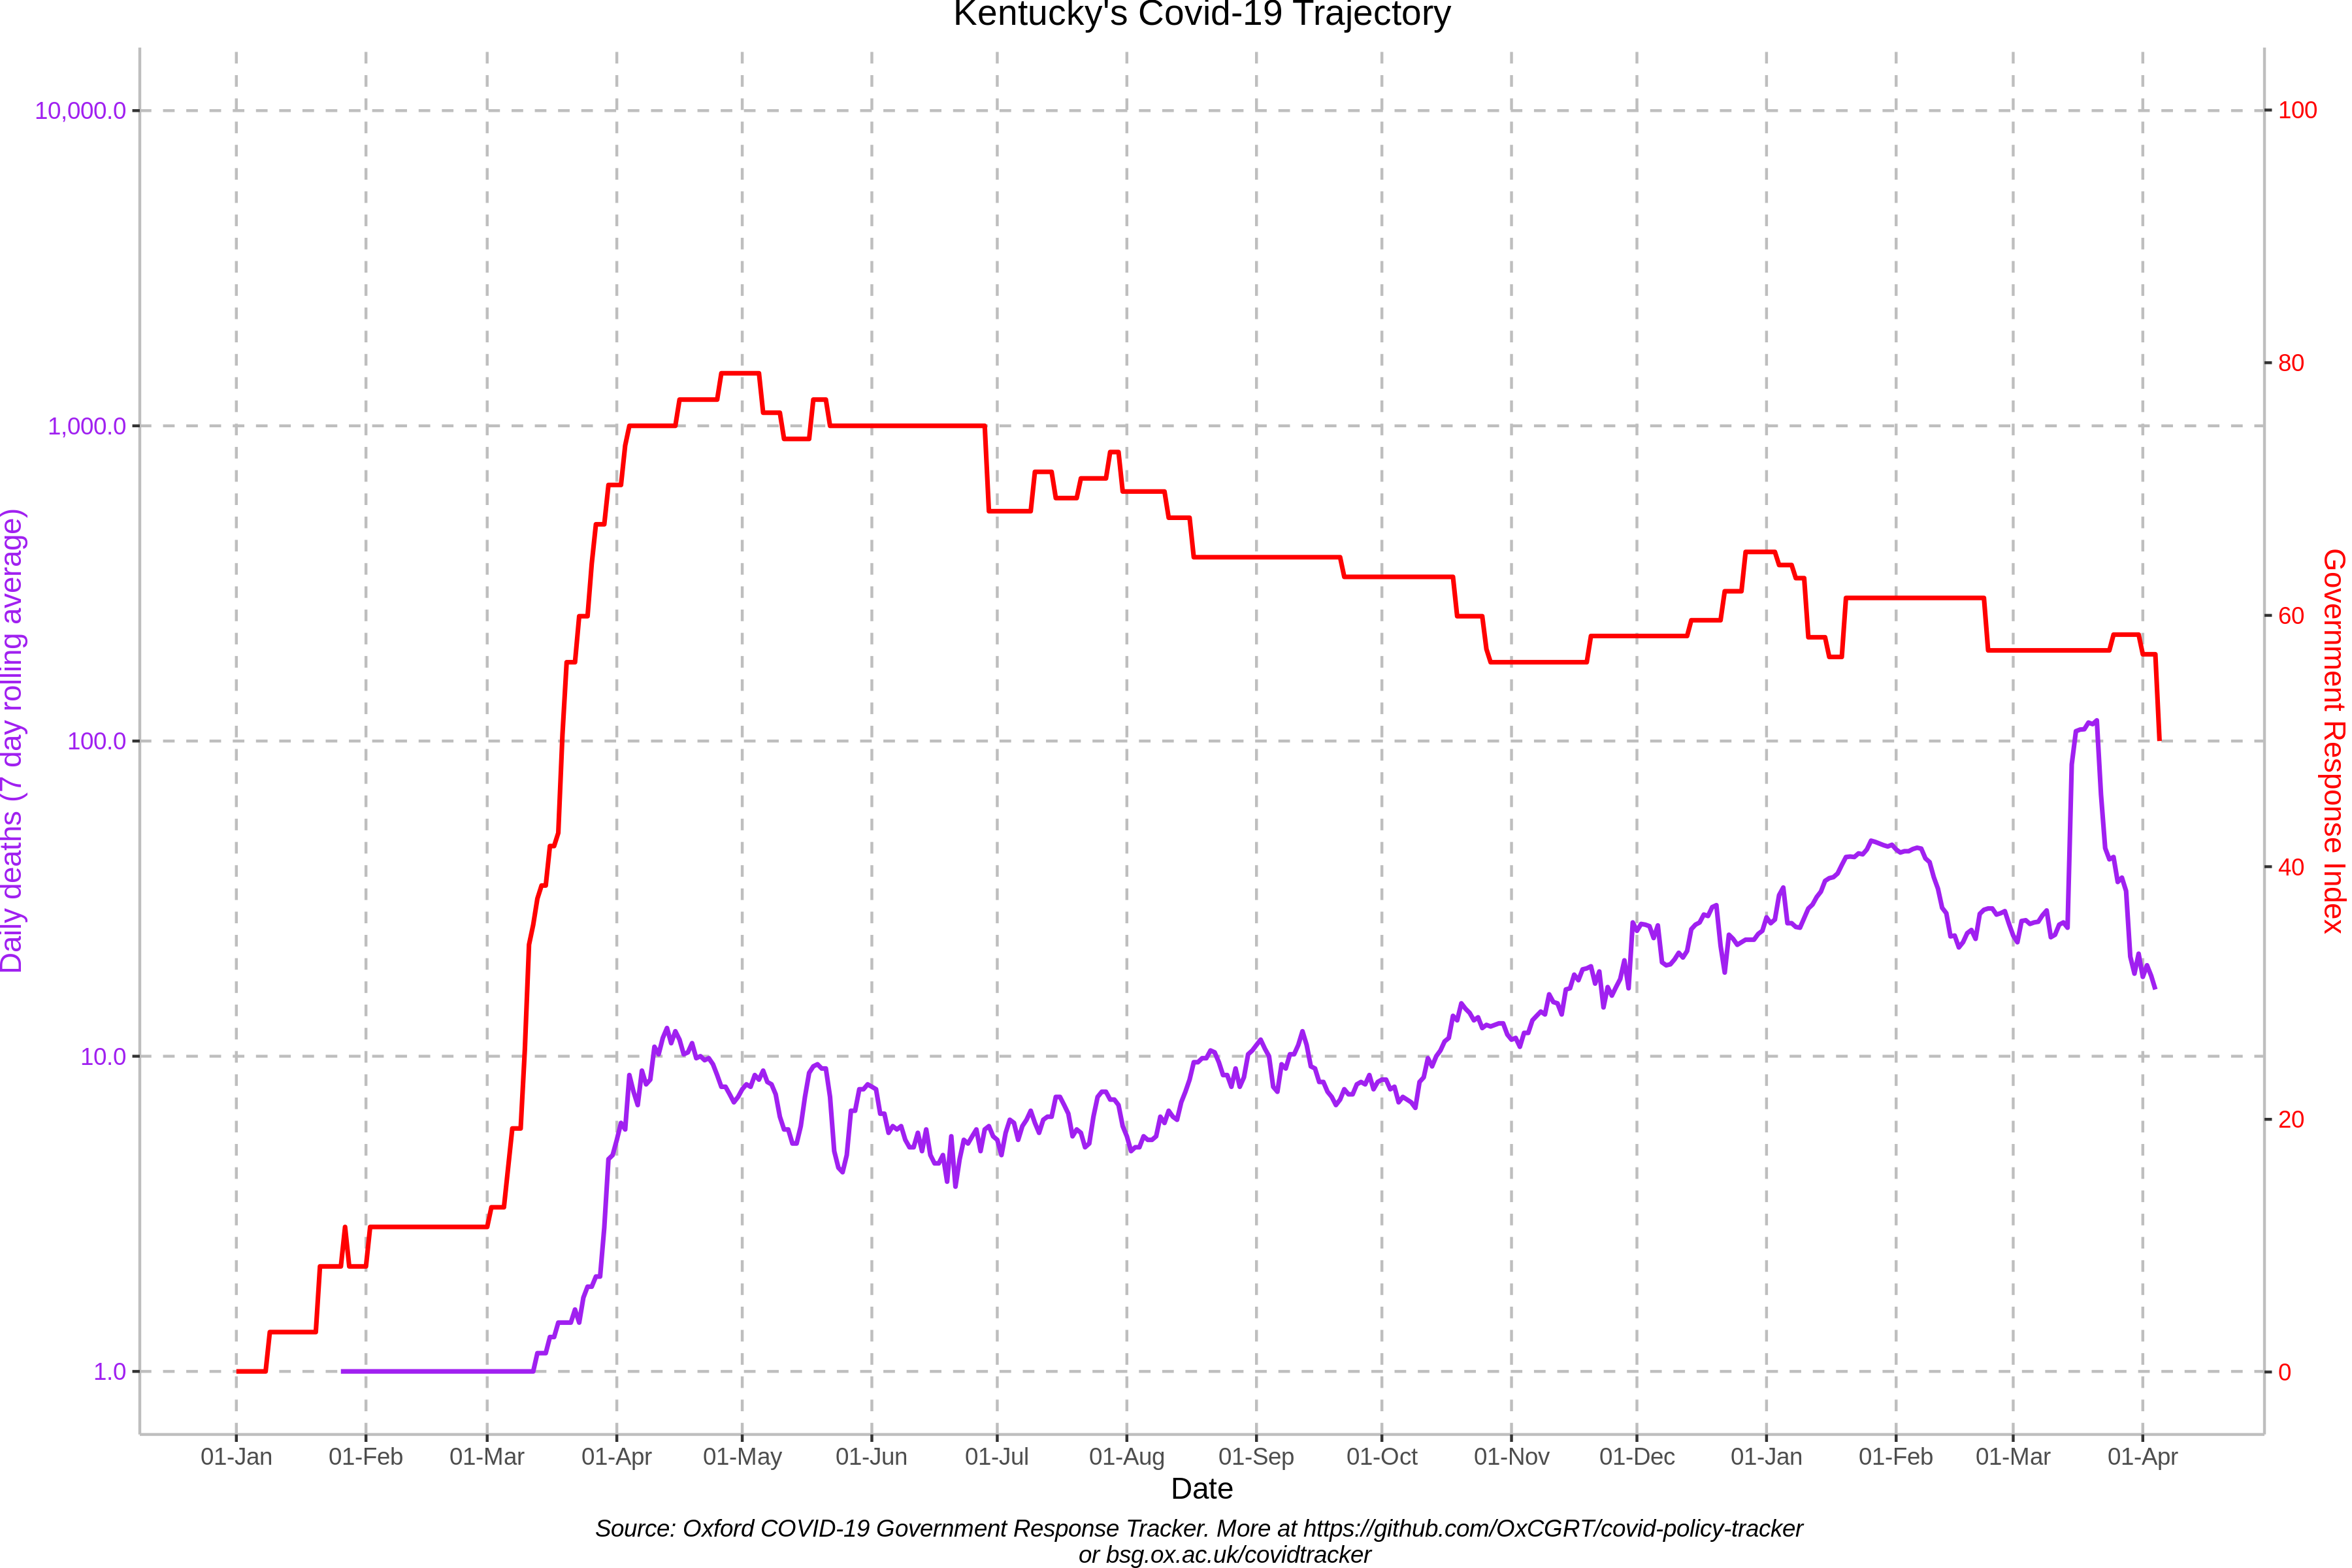 Kentucky's Covid-19 Trajectory
10,000.0
1,000.0
100.0
10.0
1.0
Daily deaths (7 day rolling average)
100
80
60
40
20
0
Government Response Index
01-Jan 01-Feb 01-Mar 01-Apr 01-May 01-Jun 01-Jul 01-Aug 01-Sep 01-Oct 01-Nov 01-Dec 01-Jan 01-Feb 01-Mar 01-Apr
Date
Source: Oxford COVID-19 Government Response Tracker. More at https://github.com/OxCGRT/covid-policy-tracker
or bsg.ox.ac.uk/covidtracker